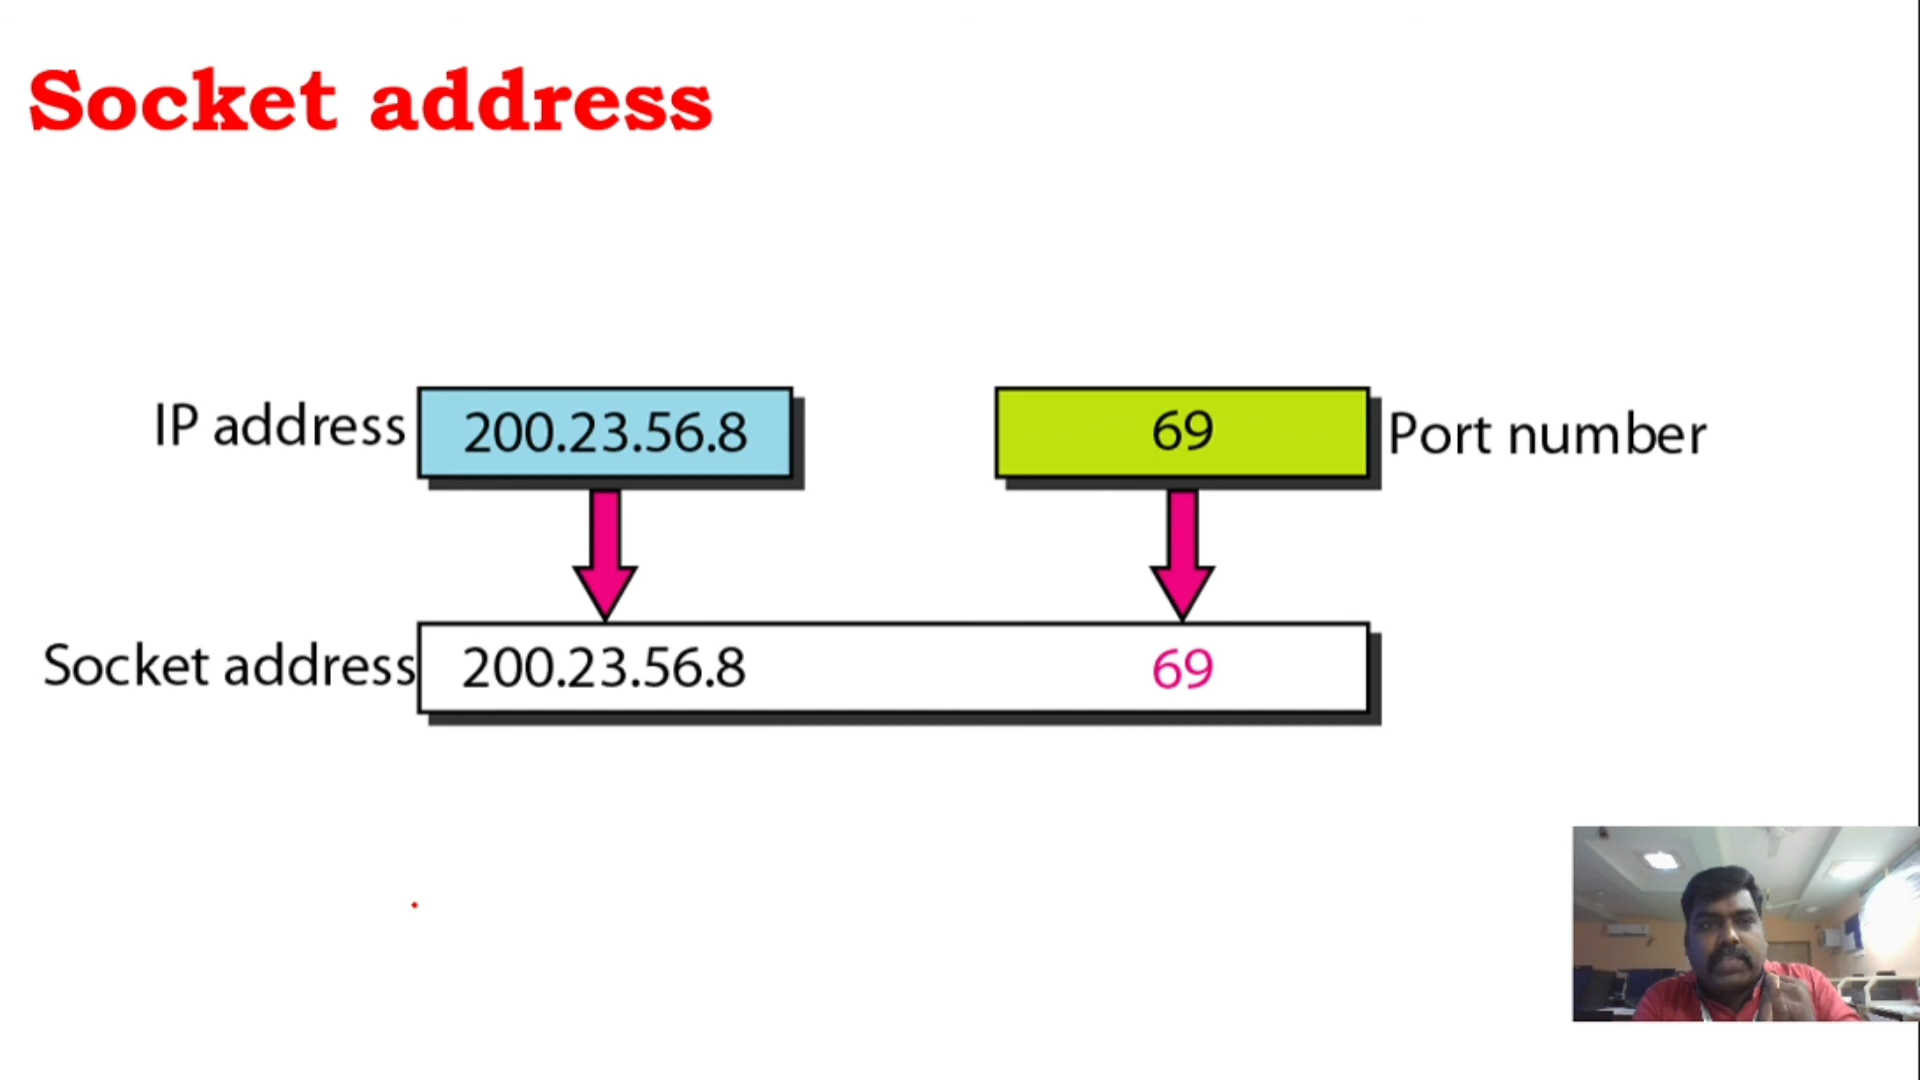 Socket address
IP address 200.23.56.8 69 Port number
Socket address 200.23.56.8 69